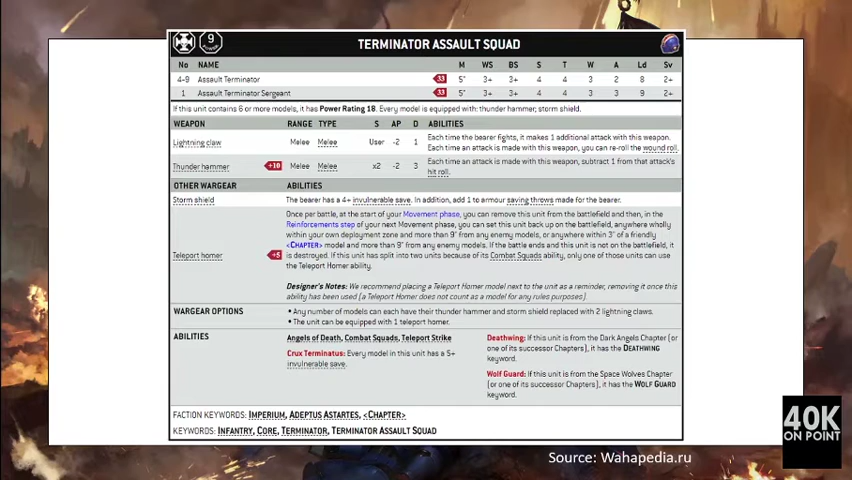 9
POWER
TERMINATOR ASSAULT SQUAD
No NAME M WS BS S T W A Ld Sv
4-9 Assault Terminator 33 5" 3+ 3+ 4 4 3 2 8 2+
1 Assault Terminator Sergeant 33 5" 3+ 3+ 4 4 3 3 9 2+
If this unit contains 6 or more models, it has Power Rating 18. Every model is equipped with: thunder hammer; storm shield.
WEAPON RANGE TYPE S AP D ABILITIES
Lightning claw Melee Melee User -2 1 Each time the bearer fights, it makes 1 additional attack with this weapon.
Each time an attack is made with this weapon, you can re-roll the wound roll.
Thunder hammer +10 Melee Melee x2 -2 3 Each time an attack is made with this weapon, subtract 1 from that attack's
hit roll.
OTHER WARGEAR ABILITIES
Storm shield The bearer has a 4+ invulnerable save. In addition, add 1 to armour saving throws made for the bearer.
Teleport homer +5 Once per battle, at the start of your Movement phase, you can remove this unit from the battlefield and then, in the
Reinforcements step of your next Movement phase, you can set this unit back up on the battlefield, anywhere wholly
within your own deployment zone and more than 9" from any enemy models, or anywhere within 3" of a friendly
<CHAPTER> model and more than 9" from any enemy models. If the battle ends and this unit is not on the battlefield, it
is destroyed. If this unit has split into two units because of its Combat Squads ability, only one of those units can use
the Teleport Homer ability.
Designer's Notes: We recommend placing a Teleport Homer model next to the unit as a reminder, removing it once this
ability has been used (a Teleport Homer does not count as a model for any rules purposes).
WARGEAR OPTIONS • Any number of models can each have their thunder hammer and storm shield replaced with 2 lightning claws.
• The unit can be equipped with 1 teleport homer.
ABILITIES Angels of Death, Combat Squads, Teleport Strike
Crux Terminatus: Every model in this unit has a 5+
invulnerable save.
Deathwing: If this unit is from the Dark Angels Chapter (or
one of its successor Chapters), it has the DEATHWING
keyword.
Wolf Guard: If this unit is from the Space Wolves Chapter
(or one of its successor Chapters), it has the WOLF GUARD
keyword.
FACTION KEYWORDS: IMPERIUM, ADEPTUS ASTARTES, <CHAPTER>
KEYWORDS: INFANTRY, CORE, TERMINATOR, TERMINATOR ASSAULT SQUAD
40K
ON POINT
Source: Wahapedia.ru